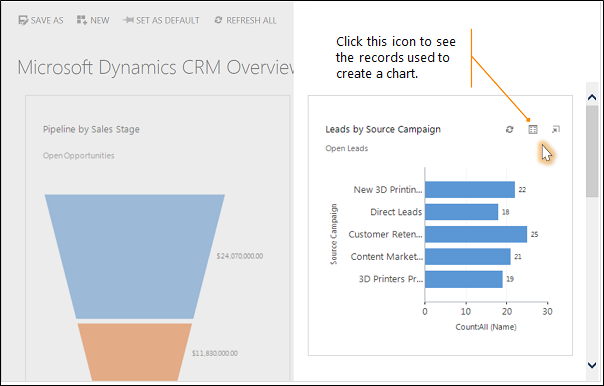 SAVE AS NEW SET AS DEFAULT REFRESH ALL
Microsoft Dynamics CRM Overview
Click this icon to see
the records used to
create a chart.
Pipeline by Sales Stage
Open Opportunities
$24,070,000.00
$11,830,000.00
Leads by Source Campaign
Open Leads
Source Campaign
New 3D Printin... 22
Direct Leads 18
Customer Reten... 25
Content Market... 21
3D Printers Pr... 19
0 10 20 30
Count:All (Name)